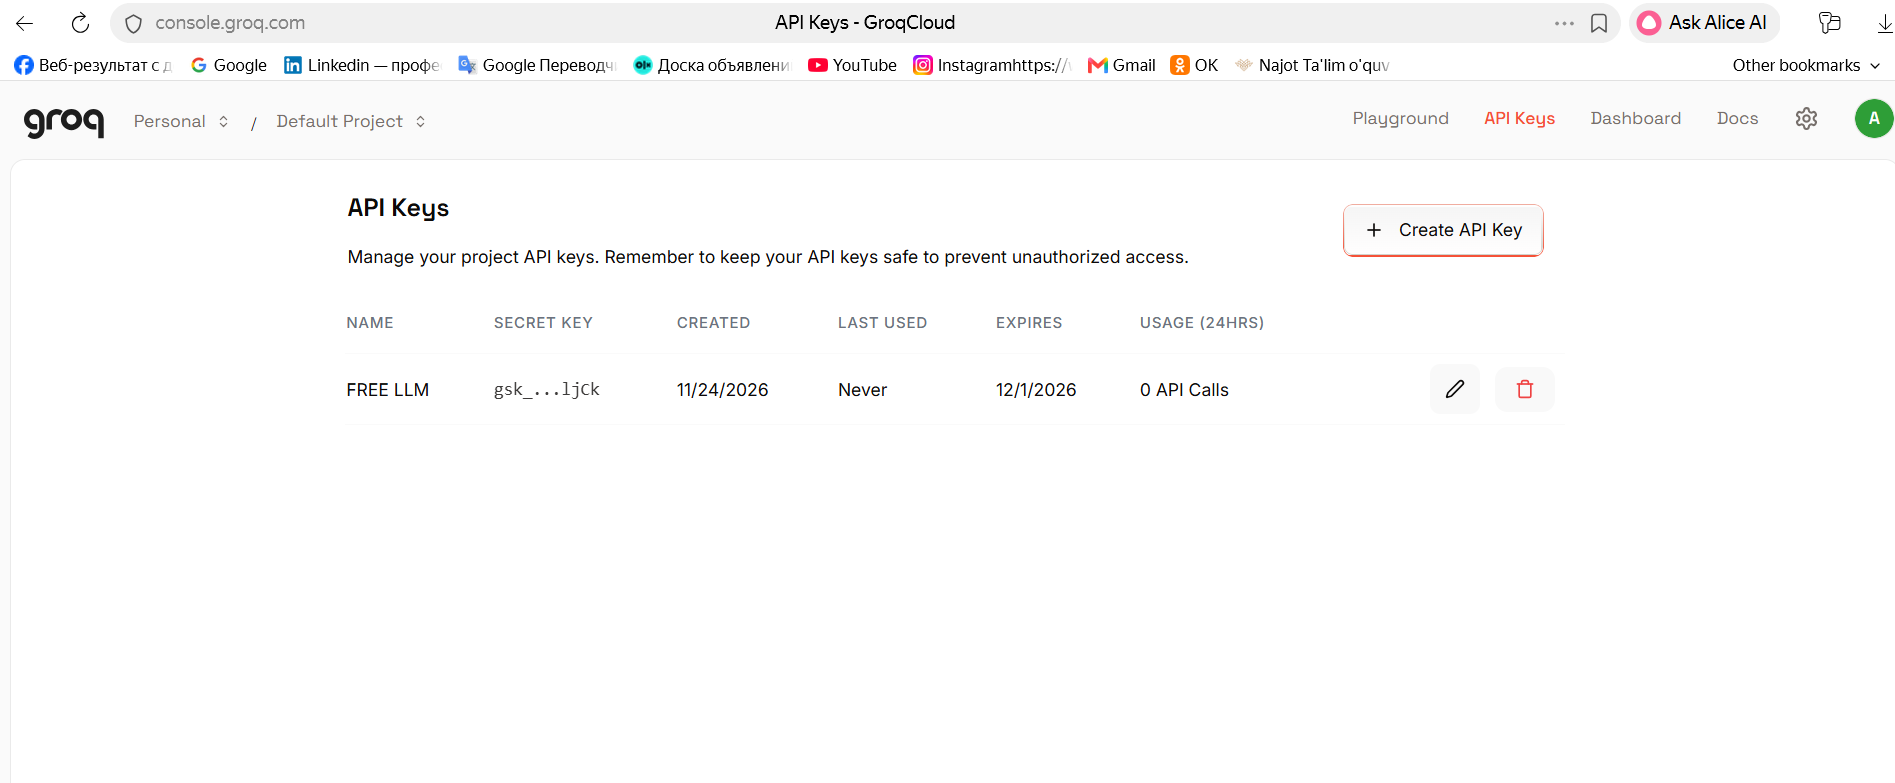 console.groq.com API Keys - GroqCloud Ask Alice AI
Веб-результат с Google Linkedin — Google Доска YouTube Instagramhttps:// Gmail OK Najot Ta'lim o'quv Other bookmarks
groq Personal / Default Project Playground API Keys Dashboard Docs A
API Keys
+ Create API Key
Manage your project API keys. Remember to keep your API keys safe to prevent unauthorized access.
NAME SECRET KEY CREATED LAST USED EXPIRES USAGE (24HRS)
FREE LLM gsk_...ljCk 11/24/2026 Never 12/1/2026 0 API Calls